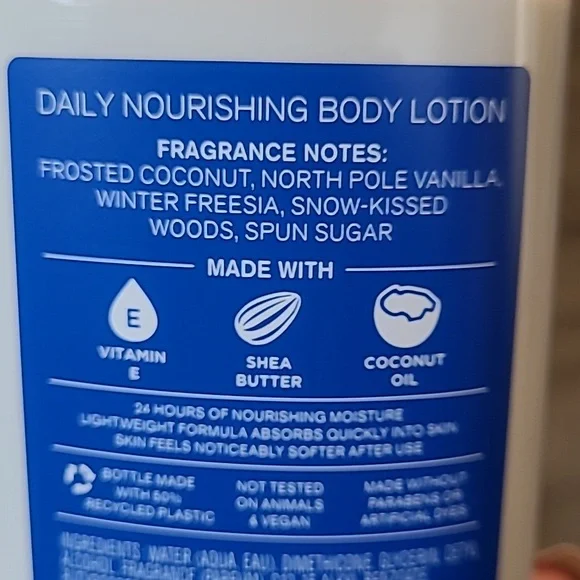 DAILY NOURISHING BODY LOTION
FRAGRANCE NOTES:
FROSTED COCONUT, NORTH POLE VANILLA,
WINTER FREESIA, SNOW-KISSED
WOODS, SPUN SUGAR
MADE WITH
E
VITAMIN
E
SHEA
BUTTER
COCONUT
OIL
24 HOURS OF NOURISHING MOISTURE
LIGHTWEIGHT FORMULA ABSORBS QUICKLY INTO SKIN
SKIN FEELS NOTICEABLY SOFTER AFTER USE
BOTTLE MADE
WITH 50%
RECYCLED PLASTIC
NOT TESTED
ON ANIMALS
& VEGAN
MADE WITHOUT
PARABENS OR
ARTIFICIAL DYES
INGREDIENTS: WATER (AQUA, EAU), DIMETHICONE, GLYCERIN, CETYL
ALCOHOL, FRAGRANCE